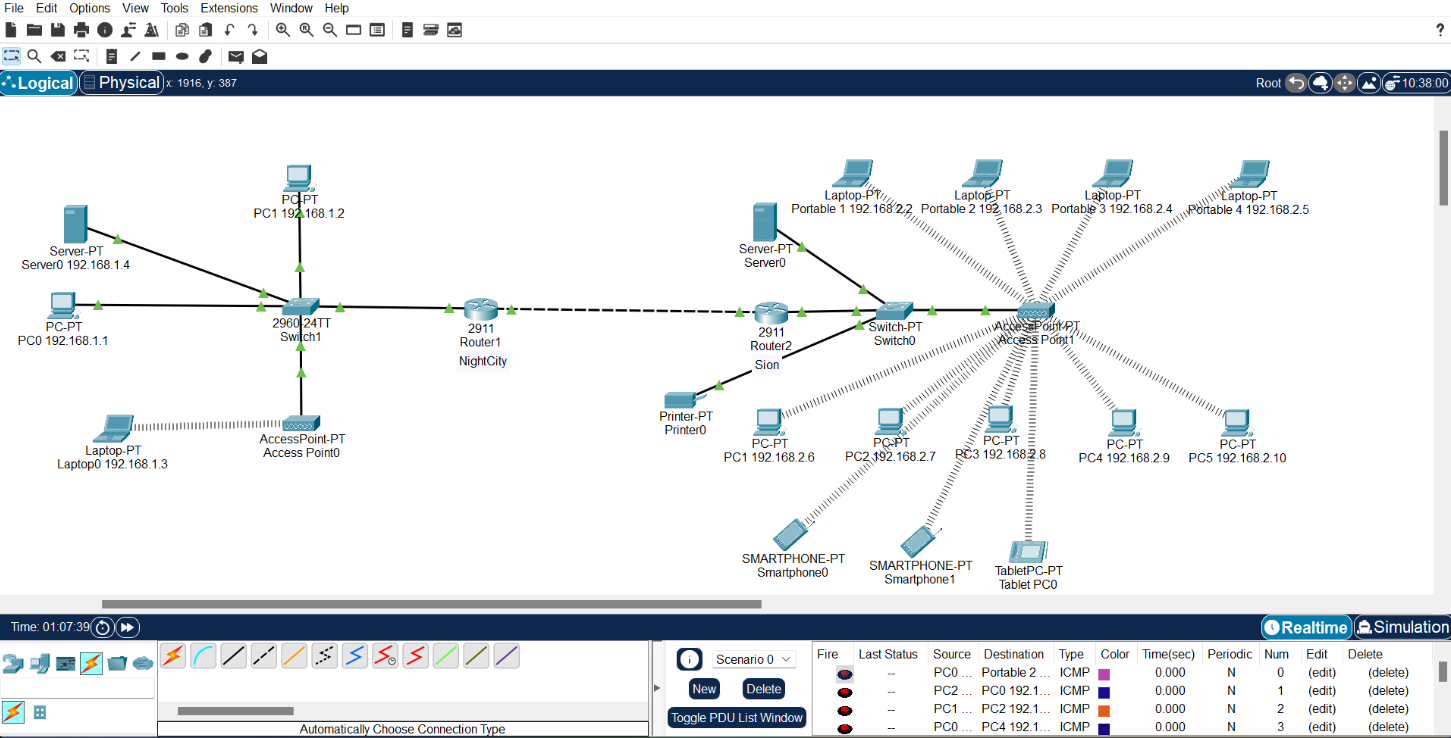 File Edit Options View Tools Extensions Window Help
?
Logical Physical x: 1916, y: 387 Root 10:38:00
PC-PT
PC1 192.168.1.2
Server-PT
Server0 192.168.1.4
PC-PT
PC0 192.168.1.1
2960-24TT
Switch1
2911
Router1
NightCity
Laptop-PT
Laptop0 192.168.1.3
AccessPoint-PT
Access Point0
Laptop-PT
Portable 1 192.168.2.2
Laptop-PT
Portable 2 192.168.2.3
Laptop-PT
Portable 3 192.168.2.4
Laptop-PT
Portable 4 192.168.2.5
Server-PT
Server0
2911
Router2
Sion
Switch-PT
Switch0
AccessPoint-PT
Access Point1
Printer-PT
Printer0
PC-PT
PC1 192.168.2.6
PC-PT
PC2 192.168.2.7
PC-PT
PC3 192.168.2.8
PC-PT
PC4 192.168.2.9
PC-PT
PC5 192.168.2.10
SMARTPHONE-PT
Smartphone0
SMARTPHONE-PT
Smartphone1
TabletPC-PT
Tablet PC0
Time: 01:07:39 Realtime Simulation
Automatically Choose Connection Type
Scenario 0
New Delete
Toggle PDU List Window
Fire Last Status Source Destination Type Color Time(sec) Periodic Num Edit Delete
-- PC0 ... Portable 2 ... ICMP 0.000 N 0 (edit) (delete)
-- PC2 ... PC0 192.1... ICMP 0.000 N 1 (edit) (delete)
-- PC1 ... PC2 192.1... ICMP 0.000 N 2 (edit) (delete)
-- PC0 ... PC4 192.1... ICMP 0.000 N 3 (edit) (delete)